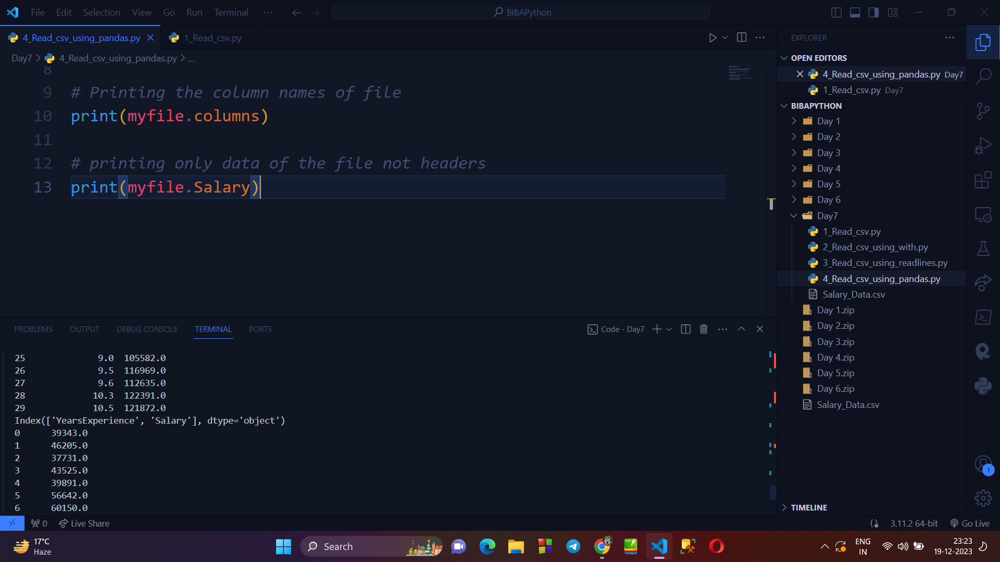 File Edit Selection View Go Run Terminal ··· BIBAPython
4_Read_csv_using_pandas.py 1_Read_csv.py
Day7 > 4_Read_csv_using_pandas.py > ...
8
9 # Printing the column names of file
10 print(myfile.columns)
11
12 # printing only data of the file not headers
13 print(myfile.Salary)
PROBLEMS OUTPUT DEBUG CONSOLE TERMINAL PORTS Code - Day7
25 9.0 105582.0
26 9.5 116969.0
27 9.6 112635.0
28 10.3 122391.0
29 10.5 121872.0
Index(['YearsExperience', 'Salary'], dtype='object')
0 39343.0
1 46205.0
2 37731.0
3 43525.0
4 39891.0
5 56642.0
6 60150.0
EXPLORER
OPEN EDITORS
4_Read_csv_using_pandas.py Day7
1_Read_csv.py Day7
BIBAPYTHON
Day 1
Day 2
Day 3
Day 4
Day 5
Day 6
Day7
1_Read_csv.py
2_Read_csv_using_with.py
3_Read_csv_using_readlines.py
4_Read_csv_using_pandas.py
Salary_Data.csv
Day 1.zip
Day 2.zip
Day 3.zip
Day 4.zip
Day 5.zip
Day 6.zip
Salary_Data.csv
TIMELINE
1
0 Live Share 3.11.2 64-bit Go Live
17°C
Haze
Search
ENG
IN
23:23
19-12-2023